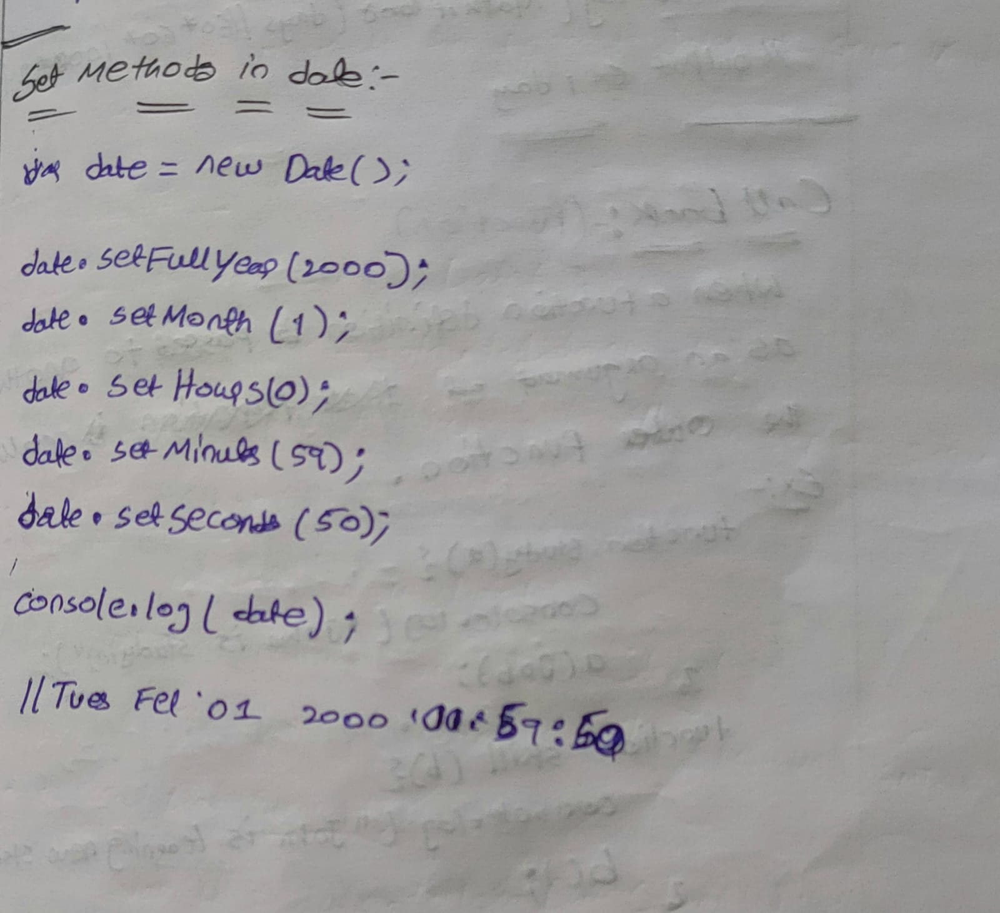 Set Methods in date:-
var date = new Date();
date.setFullYear(2000);
date.setMonth (1);
date.setHours(0);
date.setMinutes(59);
date.setSeconds (50);
console.log( date);
//Tues Feb 01 2000 00:59:50